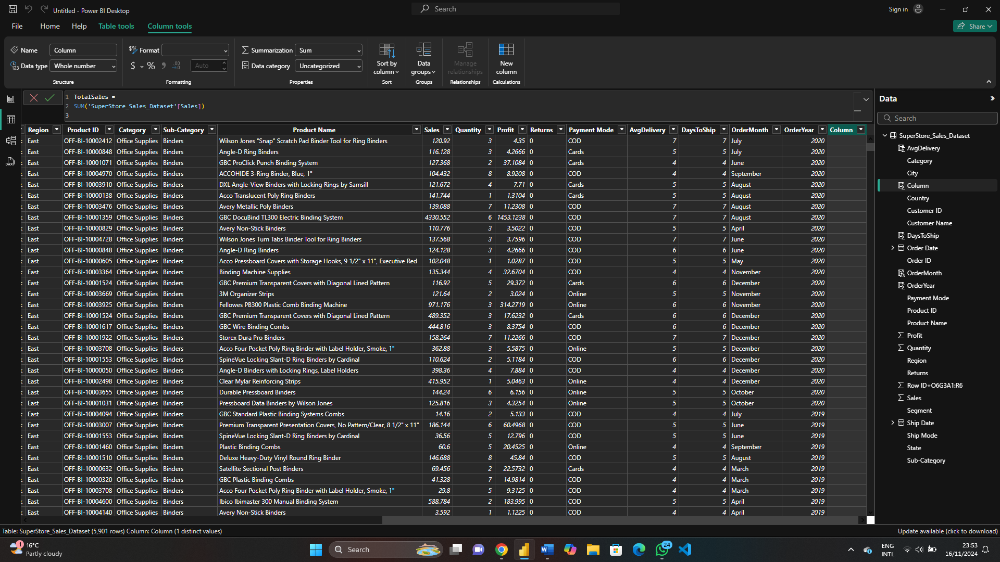 Untitled - Power BI Desktop
Search
Sign in
File Home Help Table tools Column tools
Share
Name Column
Data type Whole number
Structure
Format
$ % Auto
Formatting
Summarization Sum
Data category Uncategorized
Properties
Sort by column
Sort
Data groups
Groups
Manage relationships
Relationships
New column
Calculations
1 TotalSales =
2 SUM('SuperStore_Sales_Dataset'[Sales])
3
Region Product ID Category Sub-Category Product Name Sales Quantity Profit Returns Payment Mode AvgDelivery DaysToShip OrderMonth OrderYear Column
East OFF-BI-10002412 Office Supplies Binders Wilson Jones “Snap” Scratch Pad Binder Tool for Ring Binders 120.92 3 4.35 0 COD 7 7 July 2020
East OFF-BI-10000848 Office Supplies Binders Angle-D Ring Binders 116.128 3 4.2666 0 Cards 5 5 July 2020
East OFF-BI-10001071 Office Supplies Binders GBC ProClick Punch Binding System 127.368 2 37.1084 0 Cards 4 4 June 2020
East OFF-BI-10004970 Office Supplies Binders ACCOHIDE 3-Ring Binder, Blue, 1" 104.432 8 8.9208 0 COD 4 4 September 2020
East OFF-BI-10003910 Office Supplies Binders DXL Angle-View Binders with Locking Rings by Samsill 121.672 4 7.71 0 Cards 5 5 August 2020
East OFF-BI-10000138 Office Supplies Binders Acco Translucent Poly Ring Binders 141.744 1 1.3104 0 Cards 5 5 August 2020
East OFF-BI-10003476 Office Supplies Binders Avery Metallic Poly Binders 139.088 7 11.2308 0 COD 7 7 August 2020
East OFF-BI-10001359 Office Supplies Binders GBC DocuBind TL300 Electric Binding System 4330.552 6 1453.1238 0 COD 7 7 August 2020
East OFF-BI-10000829 Office Supplies Binders Avery Non-Stick Binders 110.776 3 3.5022 0 COD 5 5 April 2020
East OFF-BI-10004728 Office Supplies Binders Wilson Jones Turn Tabs Binder Tool for Ring Binders 137.568 3 3.7596 0 COD 7 7 June 2020
East OFF-BI-10000848 Office Supplies Binders Angle-D Ring Binders 124.128 3 4.2666 0 COD 6 6 June 2020
East OFF-BI-10000605 Office Supplies Binders Acco Pressboard Covers with Storage Hooks, 9 1/2" x 11", Executive Red 102.048 1 1.0287 0 COD 5 5 May 2020
East OFF-BI-10003364 Office Supplies Binders Binding Machine Supplies 135.344 4 32.6704 0 COD 4 4 November 2020
East OFF-BI-10001524 Office Supplies Binders GBC Premium Transparent Covers with Diagonal Lined Pattern 116.92 5 29.372 0 Cards 6 6 December 2020
East OFF-BI-10003669 Office Supplies Binders 3M Organizer Strips 121.64 2 3.024 0 Online 5 5 November 2020
East OFF-BI-10003925 Office Supplies Binders Fellowes PB300 Plastic Comb Binding Machine 971.176 3 314.2719 0 Online 6 6 November 2020
East OFF-BI-10001524 Office Supplies Binders GBC Premium Transparent Covers with Diagonal Lined Pattern 489.352 3 17.6232 0 Cards 6 6 December 2020
East OFF-BI-10001617 Office Supplies Binders GBC Wire Binding Combs 444.816 3 8.3754 0 COD 6 6 December 2020
East OFF-BI-10001922 Office Supplies Binders Storex Dura Pro Binders 158.264 7 11.2266 0 COD 7 7 December 2020
East OFF-BI-10003708 Office Supplies Binders Acco Four Pocket Poly Ring Binder with Label Holder, Smoke, 1" 362.88 3 5.5875 0 Online 5 5 December 2020
East OFF-BI-10001553 Office Supplies Binders SpineVue Locking Slant-D Ring Binders by Cardinal 110.624 2 5.1184 0 COD 6 6 December 2020
East OFF-BI-10000050 Office Supplies Binders Angle-D Binders with Locking Rings, Label Holders 398.36 4 7.884 0 COD 4 4 December 2020
East OFF-BI-10002498 Office Supplies Binders Clear Mylar Reinforcing Strips 415.952 1 5.0463 0 Online 4 4 December 2020
East OFF-BI-10003655 Office Supplies Binders Durable Pressboard Binders 144.24 6 6.156 0 Online 5 5 October 2020
East OFF-BI-10001031 Office Supplies Binders Pressboard Data Binders by Wilson Jones 125.816 3 4.3254 0 Online 5 5 October 2020
East OFF-BI-10004094 Office Supplies Binders GBC Standard Plastic Binding Systems Combs 14.16 2 5.133 0 COD 4 4 July 2019
East OFF-BI-10003007 Office Supplies Binders Premium Transparent Presentation Covers, No Pattern/Clear, 8 1/2" x 11" 186.144 6 60.4968 0 COD 5 5 June 2019
East OFF-BI-10001553 Office Supplies Binders SpineVue Locking Slant-D Ring Binders by Cardinal 36.56 5 12.796 0 COD 5 5 June 2019
East OFF-BI-10001460 Office Supplies Binders Plastic Binding Combs 60.6 5 20.4525 0 Online 4 4 September 2019
East OFF-BI-10001510 Office Supplies Binders Deluxe Heavy-Duty Vinyl Round Ring Binder 146.688 8 45.84 0 COD 5 5 August 2019
East OFF-BI-10000632 Office Supplies Binders Satellite Sectional Post Binders 69.456 2 22.5732 0 Cards 4 4 March 2019
East OFF-BI-10000320 Office Supplies Binders GBC Plastic Binding Combs 41.328 7 14.9814 0 COD 4 4 March 2019
East OFF-BI-10003708 Office Supplies Binders Acco Four Pocket Poly Ring Binder with Label Holder, Smoke, 1" 29.8 5 9.3125 0 COD 4 4 March 2019
East OFF-BI-10004600 Office Supplies Binders Ibico Ibimaster 300 Manual Binding System 588.784 2 183.995 0 COD 5 5 April 2019
East OFF-BI-10004140 Office Supplies Binders Avery Non-Stick Binders 3.592 1 1.1225 0 COD 4 4 April 2019
Data
Search
SuperStore_Sales_Dataset
AvgDelivery
Category
City
Column
Country
Customer ID
Customer Name
DaysToShip
Order Date
Order ID
OrderMonth
OrderYear
Payment Mode
Product ID
Product Name
Profit
Quantity
Region
Returns
Row ID+O6G3A1:R6
Sales
Segment
Ship Date
Ship Mode
State
Sub-Category
Table: SuperStore_Sales_Dataset (5,901 rows) Column: Column (1 distinct values)
Update available (click to download)
1
16°C
Partly cloudy
Search
24
ENG
INTL
23:53
16/11/2024